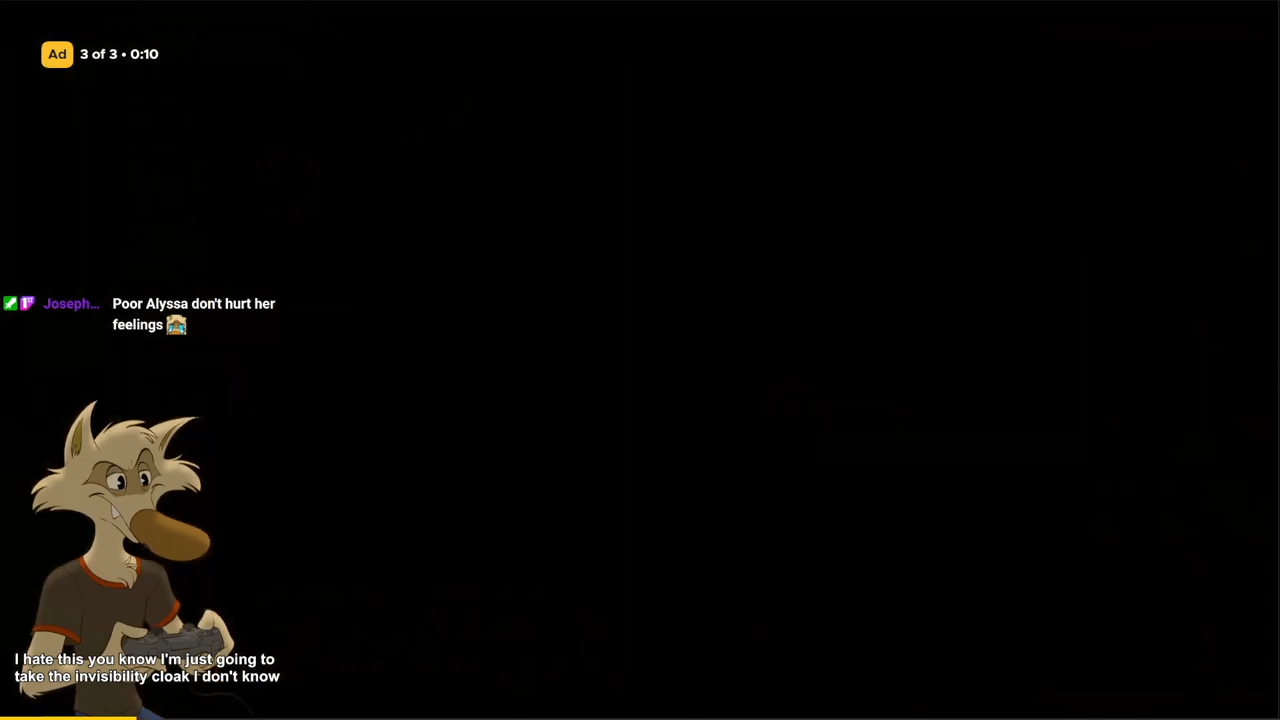 Ad 3 of 3 • 0:10
Joseph... Poor Alyssa don't hurt her
feelings
I hate this you know I'm just going to
take the invisibility cloak I don't know